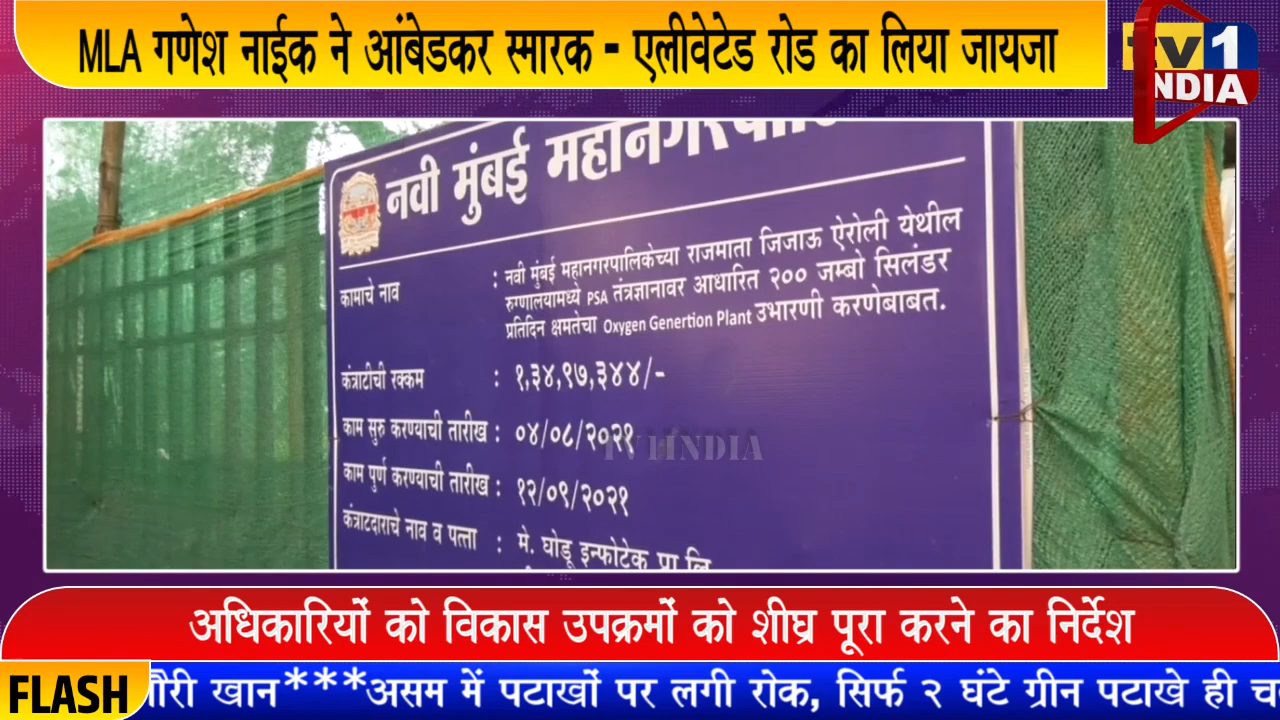 MLA गणेश नाईक ने आंबेडकर स्मारक - एलीवेटेड रोड का लिया जायजा
tv1
INDIA
नवी मुंबई
कामाचे नाव : नवी मुंबई महानगरपालिकेच्या राजमाता जिजाऊ ऐरोली येथील
रुग्णालयामध्ये PSA तंत्रज्ञानावर आधारित २०० जम्बो सिलंडर
प्रतिदिन क्षमतेचा Oxygen Genertion Plant उभारणी करणेबाबत.
कंत्राटीची रक्कम : १,३४,९७,३४४/-
काम सुरु करण्याची तारीख : ०४/०८/२०२१
काम पुर्ण करण्याची तारीख : १२/०९/२०२१
कंत्राटदाराचे नाव व पत्ता : मे. घोडू इन्फोटेक प्रा.लि.
TV 1 INDIA
अधिकारियों को विकास उपक्रमों को शीघ्र पूरा करने का निर्देश
FLASH
गौरी खान***असम में पटाखों पर लगी रोक, सिर्फ २ घंटे ग्रीन पटाखे ही